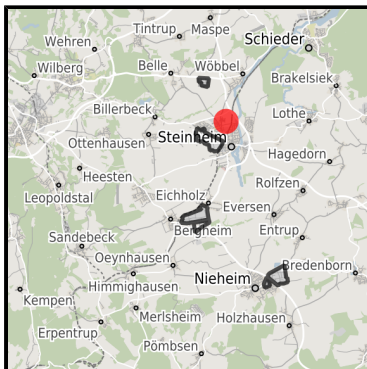 Tintrup
Maspe
Wehren
Schieder
Wilberg
Belle
Wöbbel
Brakelsiek
Billerbeck
Lothe
Ottenhausen
Steinheim
Hagedorn
Heesten
Rolfzen
Leopoldstal
Eichholz
Eversen
Sandebeck
Bergheim
Entrup
Oeynhausen
Bredenborn
Himmighausen
Nieheim
Kempen
Merlsheim
Holzhausen
Erpentrup
Pömbsen